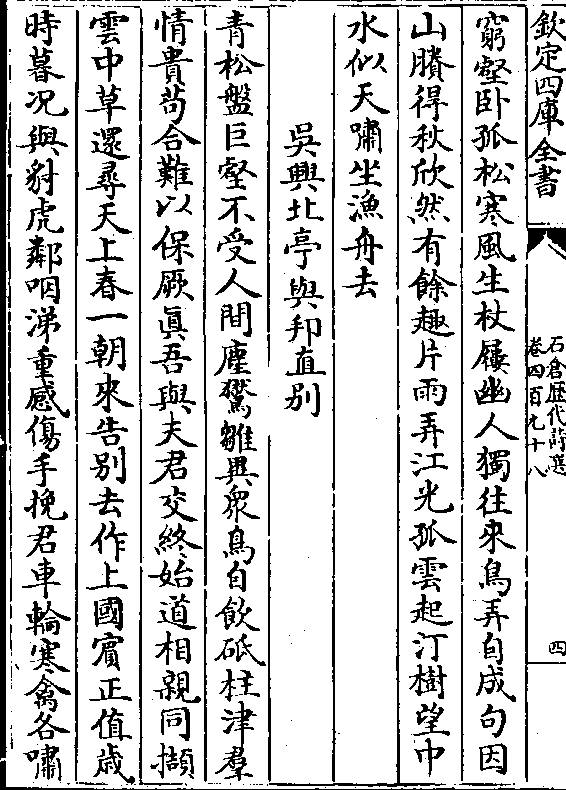 欽定四庫全書
石倉歷代詩選
卷四百九十八
四
窮壑卧孤松寒風生杖屨幽人獨往來鳥弄自成句因
山賸得秋欣然有餘趣片雨弄江光孤雲起汀樹望中
水似天嘯坐漁舟去
吳興北亭與邦直别
青松盤巨壑不受人間塵鵉雛異衆鳥自飲砥柱津羣
情貴苟合難以保厥眞吾與夫君交終始道相親同擷
雲中草還尋天上春一朝來告别去作上國賓正值歳
時暮况與豺虎鄰咽涕重感傷手挽君車輪寒禽各嘯